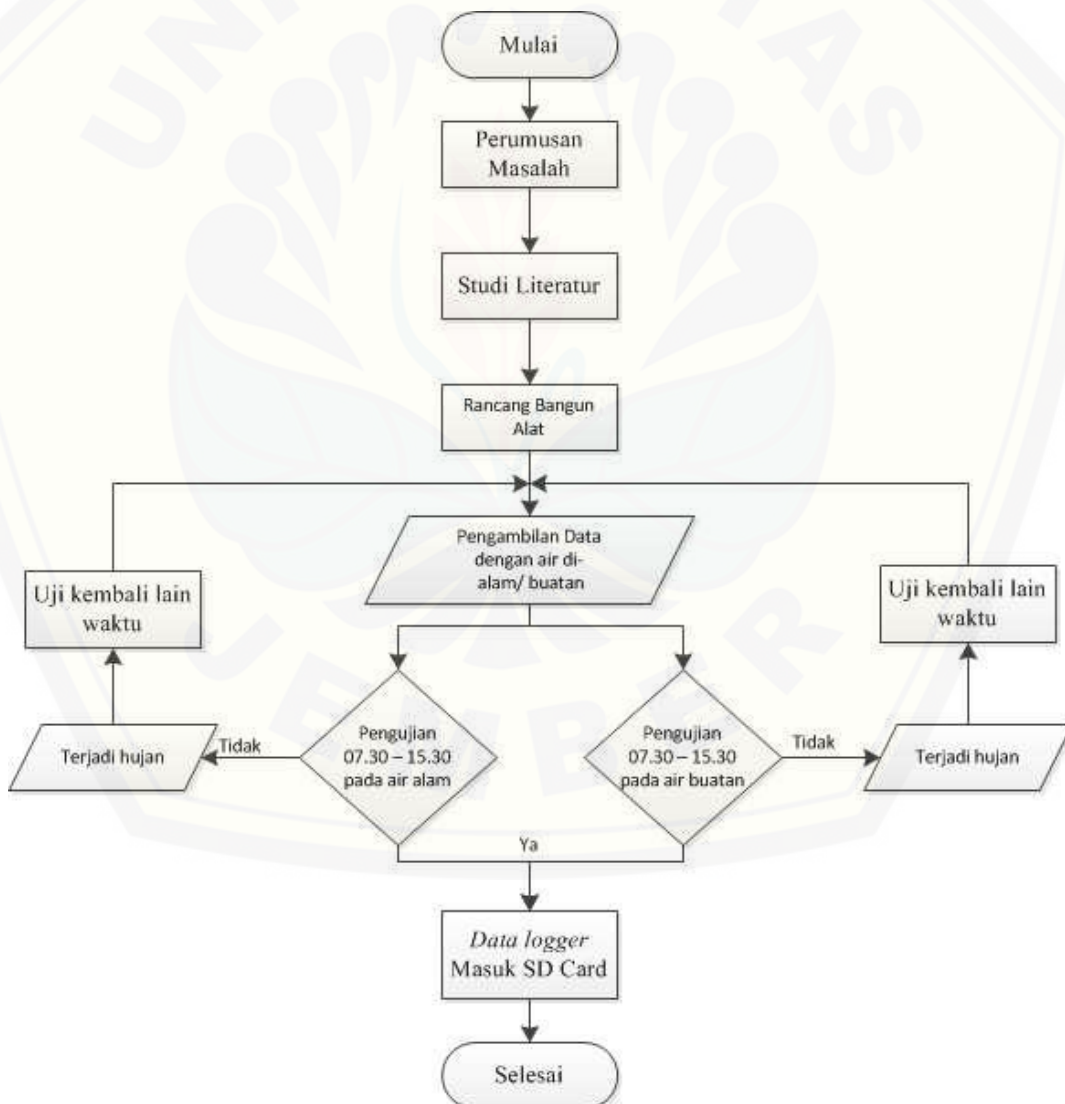 UNIVERSITAS
Mulai
Perumusan
Masalah
Studi Literatur
Rancang Bangun
Alat
Pengambilan Data
dengan air di-
alam/ buatan
Uji kembali lain
waktu
Uji kembali lain
waktu
Terjadi hujan
Tidak
Pengujian
07.30 – 15.30
pada air alam
Pengujian
07.30 – 15.30
pada air buatan
Tidak
Terjadi hujan
JEMBER
Ya
Data logger
Masuk SD Card
Selesai